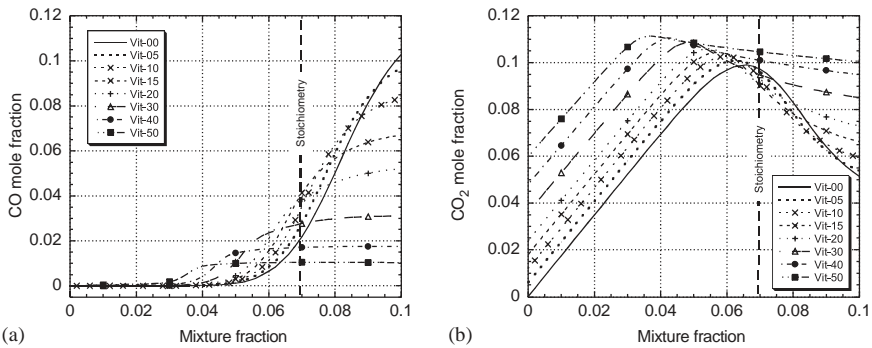 (a)
CO mole fraction
0.12
0.1
0.08
0.06
0.04
0.02
0
0
0.02
0.04
0.06
0.08
0.1
Mixture fraction
Vit-00
Vit-05
Vit-10
Vit-15
Vit-20
Vit-30
Vit-40
Vit-50
Stoichiometry
(b)
CO₂ mole fraction
0.12
0.1
0.08
0.06
0.04
0.02
0
0
0.02
0.04
0.06
0.08
0.1
Mixture fraction
Stoichiometry
Vit-00
Vit-05
Vit-10
Vit-15
Vit-20
Vit-30
Vit-40
Vit-50